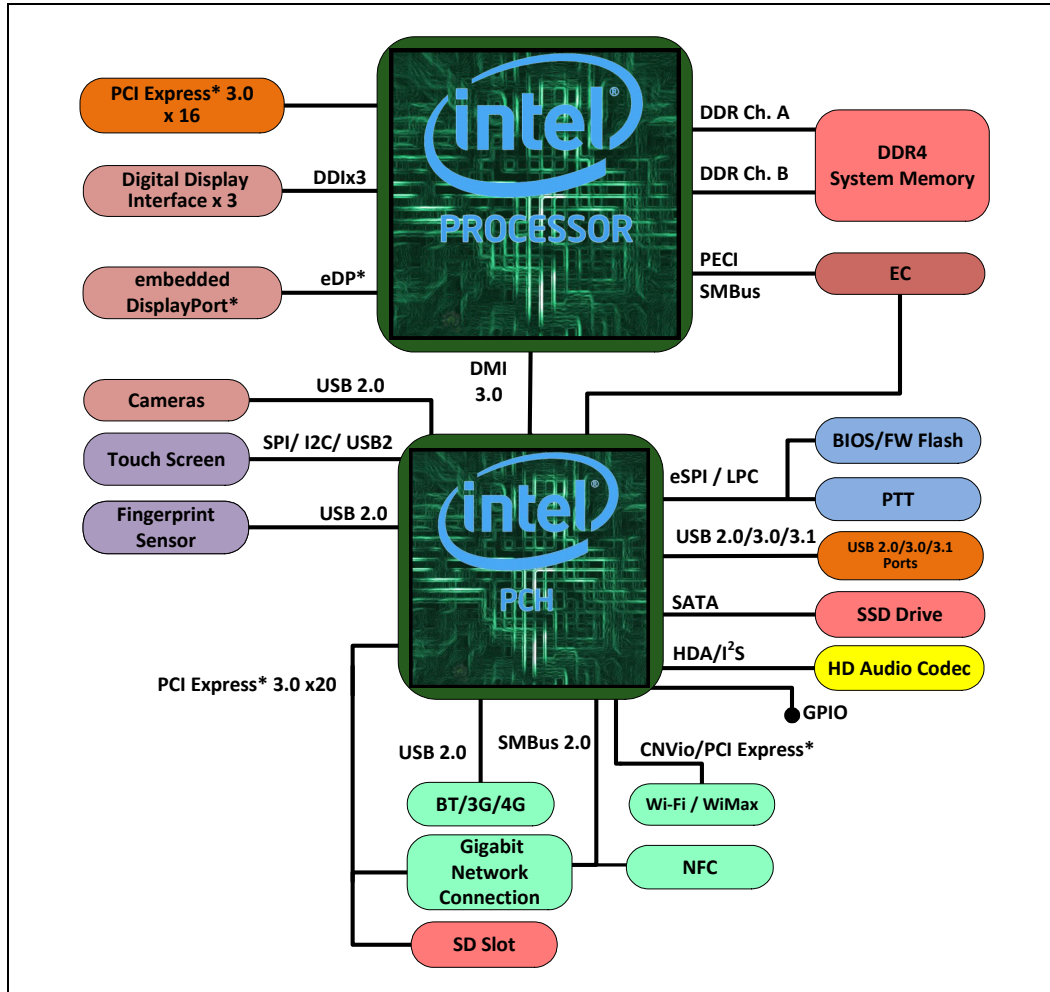 intel®
PROCESSOR
PCI Express* 3.0
x 16
Digital Display
Interface x 3
DDIx3
embedded
DisplayPort*
eDP*
DDR Ch. A
DDR Ch. B
DDR4
System Memory
PECI
SMBus
EC
DMI
3.0
Cameras
USB 2.0
Touch Screen
SPI/ I2C/ USB2
Fingerprint
Sensor
USB 2.0
intel®
PCH
eSPI / LPC
BIOS/FW Flash
PTT
USB 2.0/3.0/3.1
USB 2.0/3.0/3.1
Ports
SATA
SSD Drive
HDA/I²S
HD Audio Codec
GPIO
PCI Express* 3.0 x20
USB 2.0
SMBus 2.0
CNVio/PCI Express*
BT/3G/4G
Wi-Fi / WiMax
Gigabit
Network
Connection
NFC
SD Slot